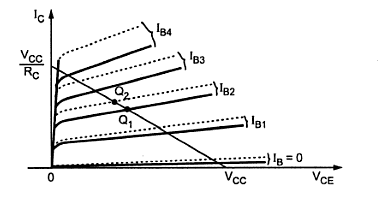 I_C
V_CC / R_C
I_B4
I_B3
Q_2
I_B2
Q_1
I_B1
I_B = 0
0
V_CC
V_CE